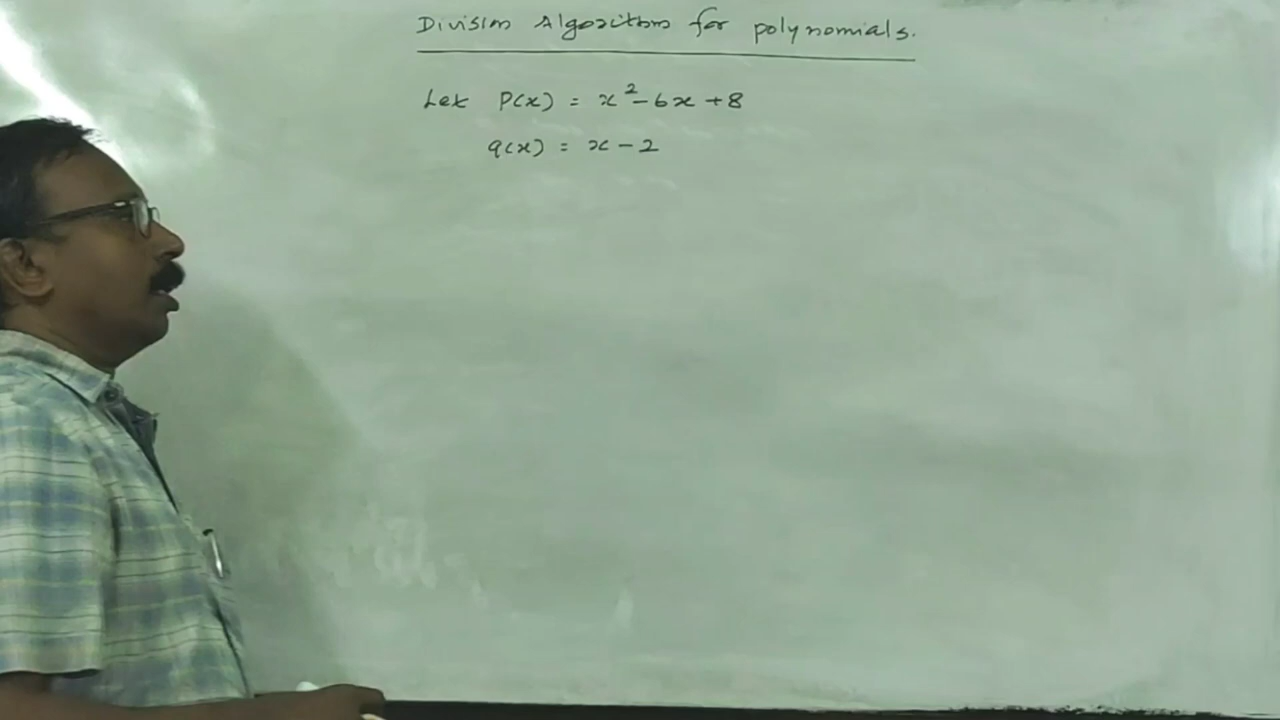 Division Algorithm for polynomials.
Let P(x) = x² - 6x + 8
q(x) = x - 2